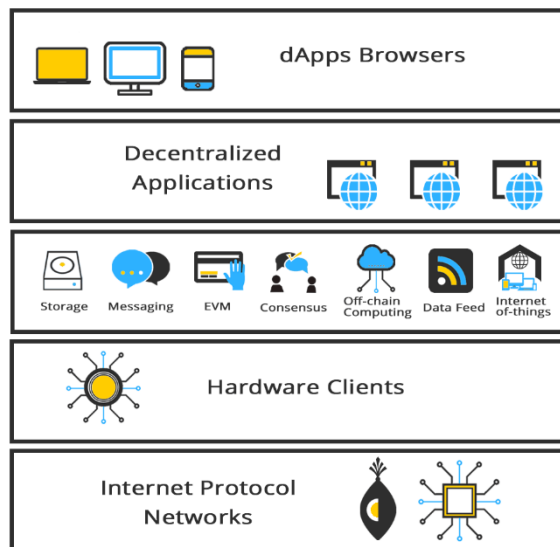 dApps Browsers
Decentralized
Applications
Storage
Messaging
EVM
Consensus
Off-chain
Computing
Data Feed
Internet
of-things
Hardware Clients
Internet Protocol
Networks